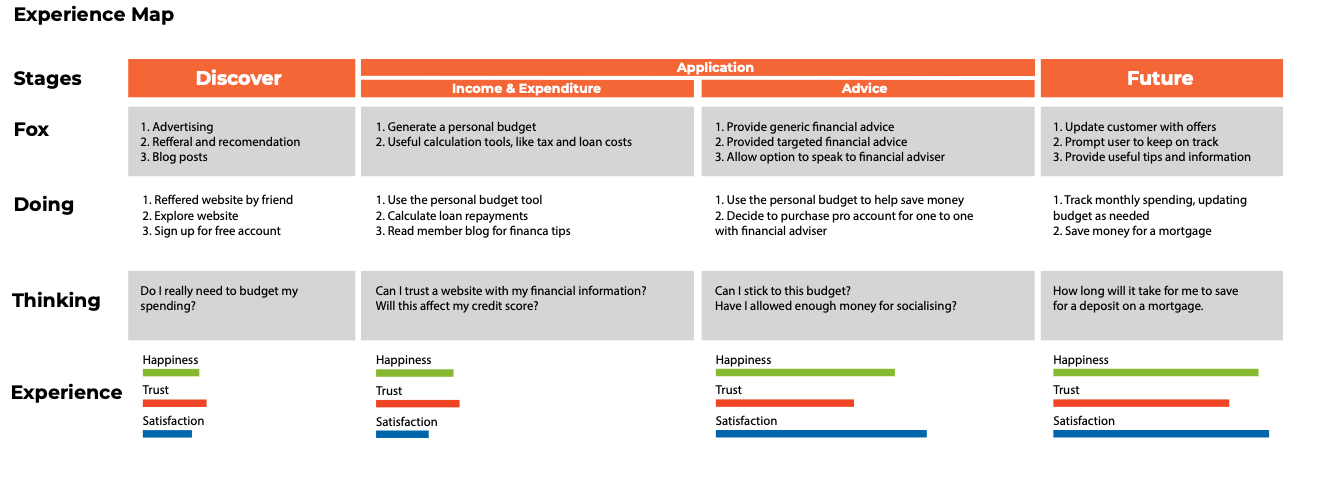 Experience Map
Stages
Discover
Application
Income & Expenditure
Advice
Future
Fox
1. Advertising
2. Refferal and recomendation
3. Blog posts
1. Generate a personal budget
2. Useful calculation tools, like tax and loan costs
1. Provide generic financial advice
2. Provided targeted financial advice
3. Allow option to speak to financial adviser
1. Update customer with offers
2. Prompt user to keep on track
3. Provide useful tips and information
Doing
1. Reffered website by friend
2. Explore website
3. Sign up for free account
1. Use the personal budget tool
2. Calculate loan repayments
3. Read member blog for financa tips
1. Use the personal budget to help save money
2. Decide to purchase pro account for one to one
with financial adviser
1. Track monthly spending, updating
budget as needed
2. Save money for a mortgage
Thinking
Do I really need to budget my
spending?
Can I trust a website with my financial information?
Will this affect my credit score?
Can I stick to this budget?
Have I allowed enough money for socialising?
How long will it take for me to save
for a deposit on a mortgage.
Experience
Happiness
Trust
Satisfaction
Happiness
Trust
Satisfaction
Happiness
Trust
Satisfaction
Happiness
Trust
Satisfaction